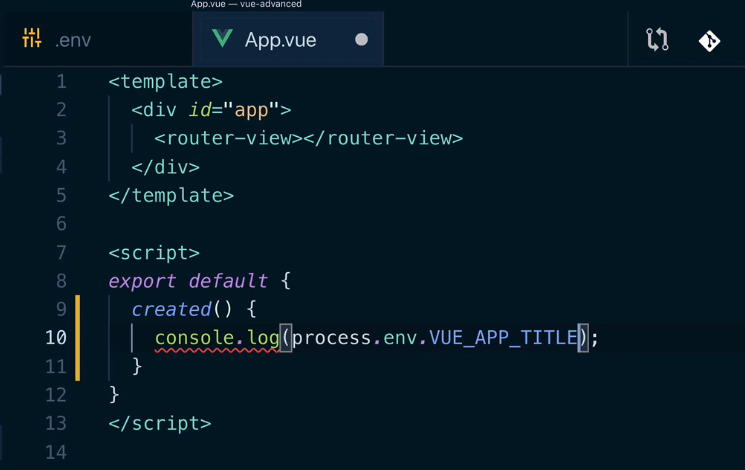 App.vue — vue-advanced
.env App.vue
1 <template>
2 <div id="app">
3 <router-view></router-view>
4 </div>
5 </template>
6
7 <script>
8 export default {
9 created() {
10 console.log(process.env.VUE_APP_TITLE);
11 }
12 }
13 </script>
14